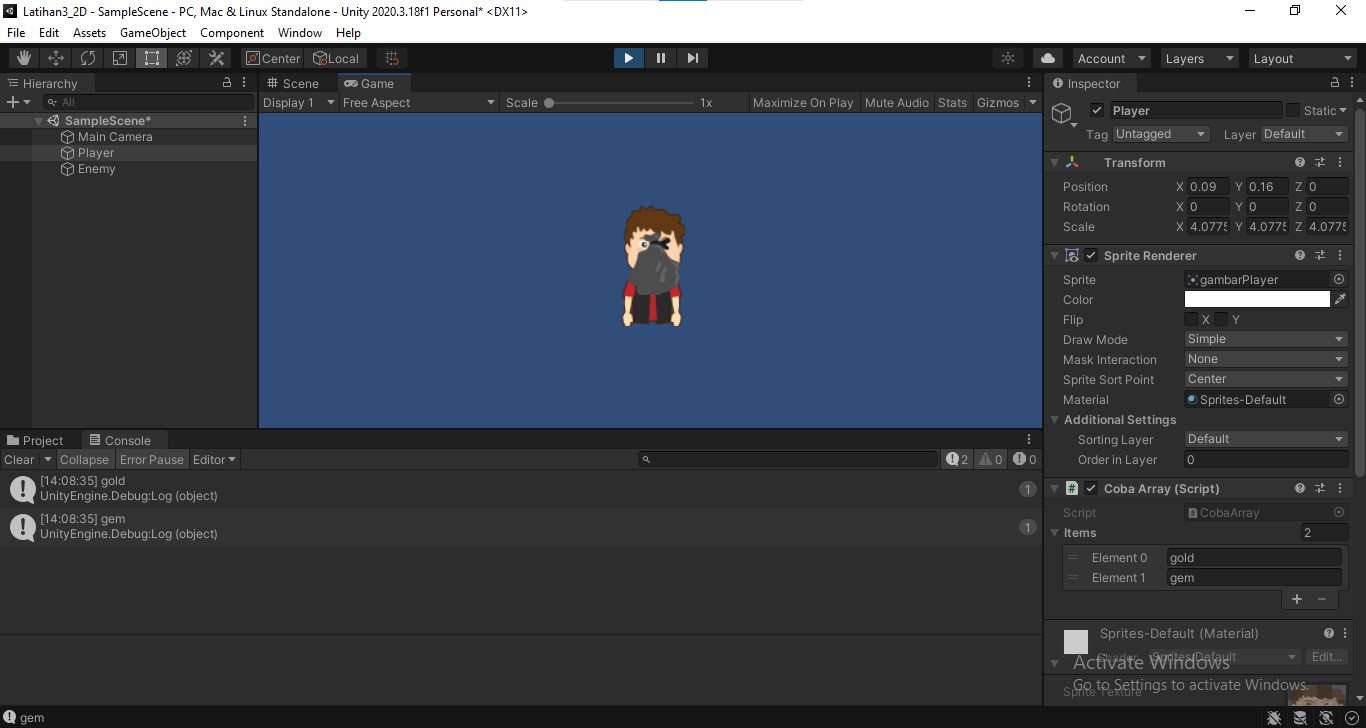 Latihan3_2D - SampleScene - PC, Mac & Linux Standalone - Unity 2020.3.18f1 Personal* <DX11>
File Edit Assets GameObject Component Window Help
Center Local Account Layers Layout
Hierarchy
All
SampleScene*
Main Camera
Player
Enemy
Scene Game
Display 1 Free Aspect Scale 1x Maximize On Play Mute Audio Stats Gizmos
Project Console
Clear Collapse Error Pause Editor 2 0 0
[14:08:35] gold
UnityEngine.Debug:Log (object)
1
[14:08:35] gem
UnityEngine.Debug:Log (object)
1
Inspector
Player Static
Tag Untagged Layer Default
Transform
Position X 0.09 Y 0.16 Z 0
Rotation X 0 Y 0 Z 0
Scale X 4.0775 Y 4.0775 Z 4.0775
Sprite Renderer
Sprite gambarPlayer
Color
Flip X Y
Draw Mode Simple
Mask Interaction None
Sprite Sort Point Center
Material Sprites-Default
Additional Settings
Sorting Layer Default
Order in Layer 0
Coba Array (Script)
Script CobaArray
Items 2
Element 0 gold
Element 1 gem
Sprites-Default (Material)
Shader Sprites/Default Edit...
Activate Windows
Go to Settings to activate Windows.
Sprite Texture
gem